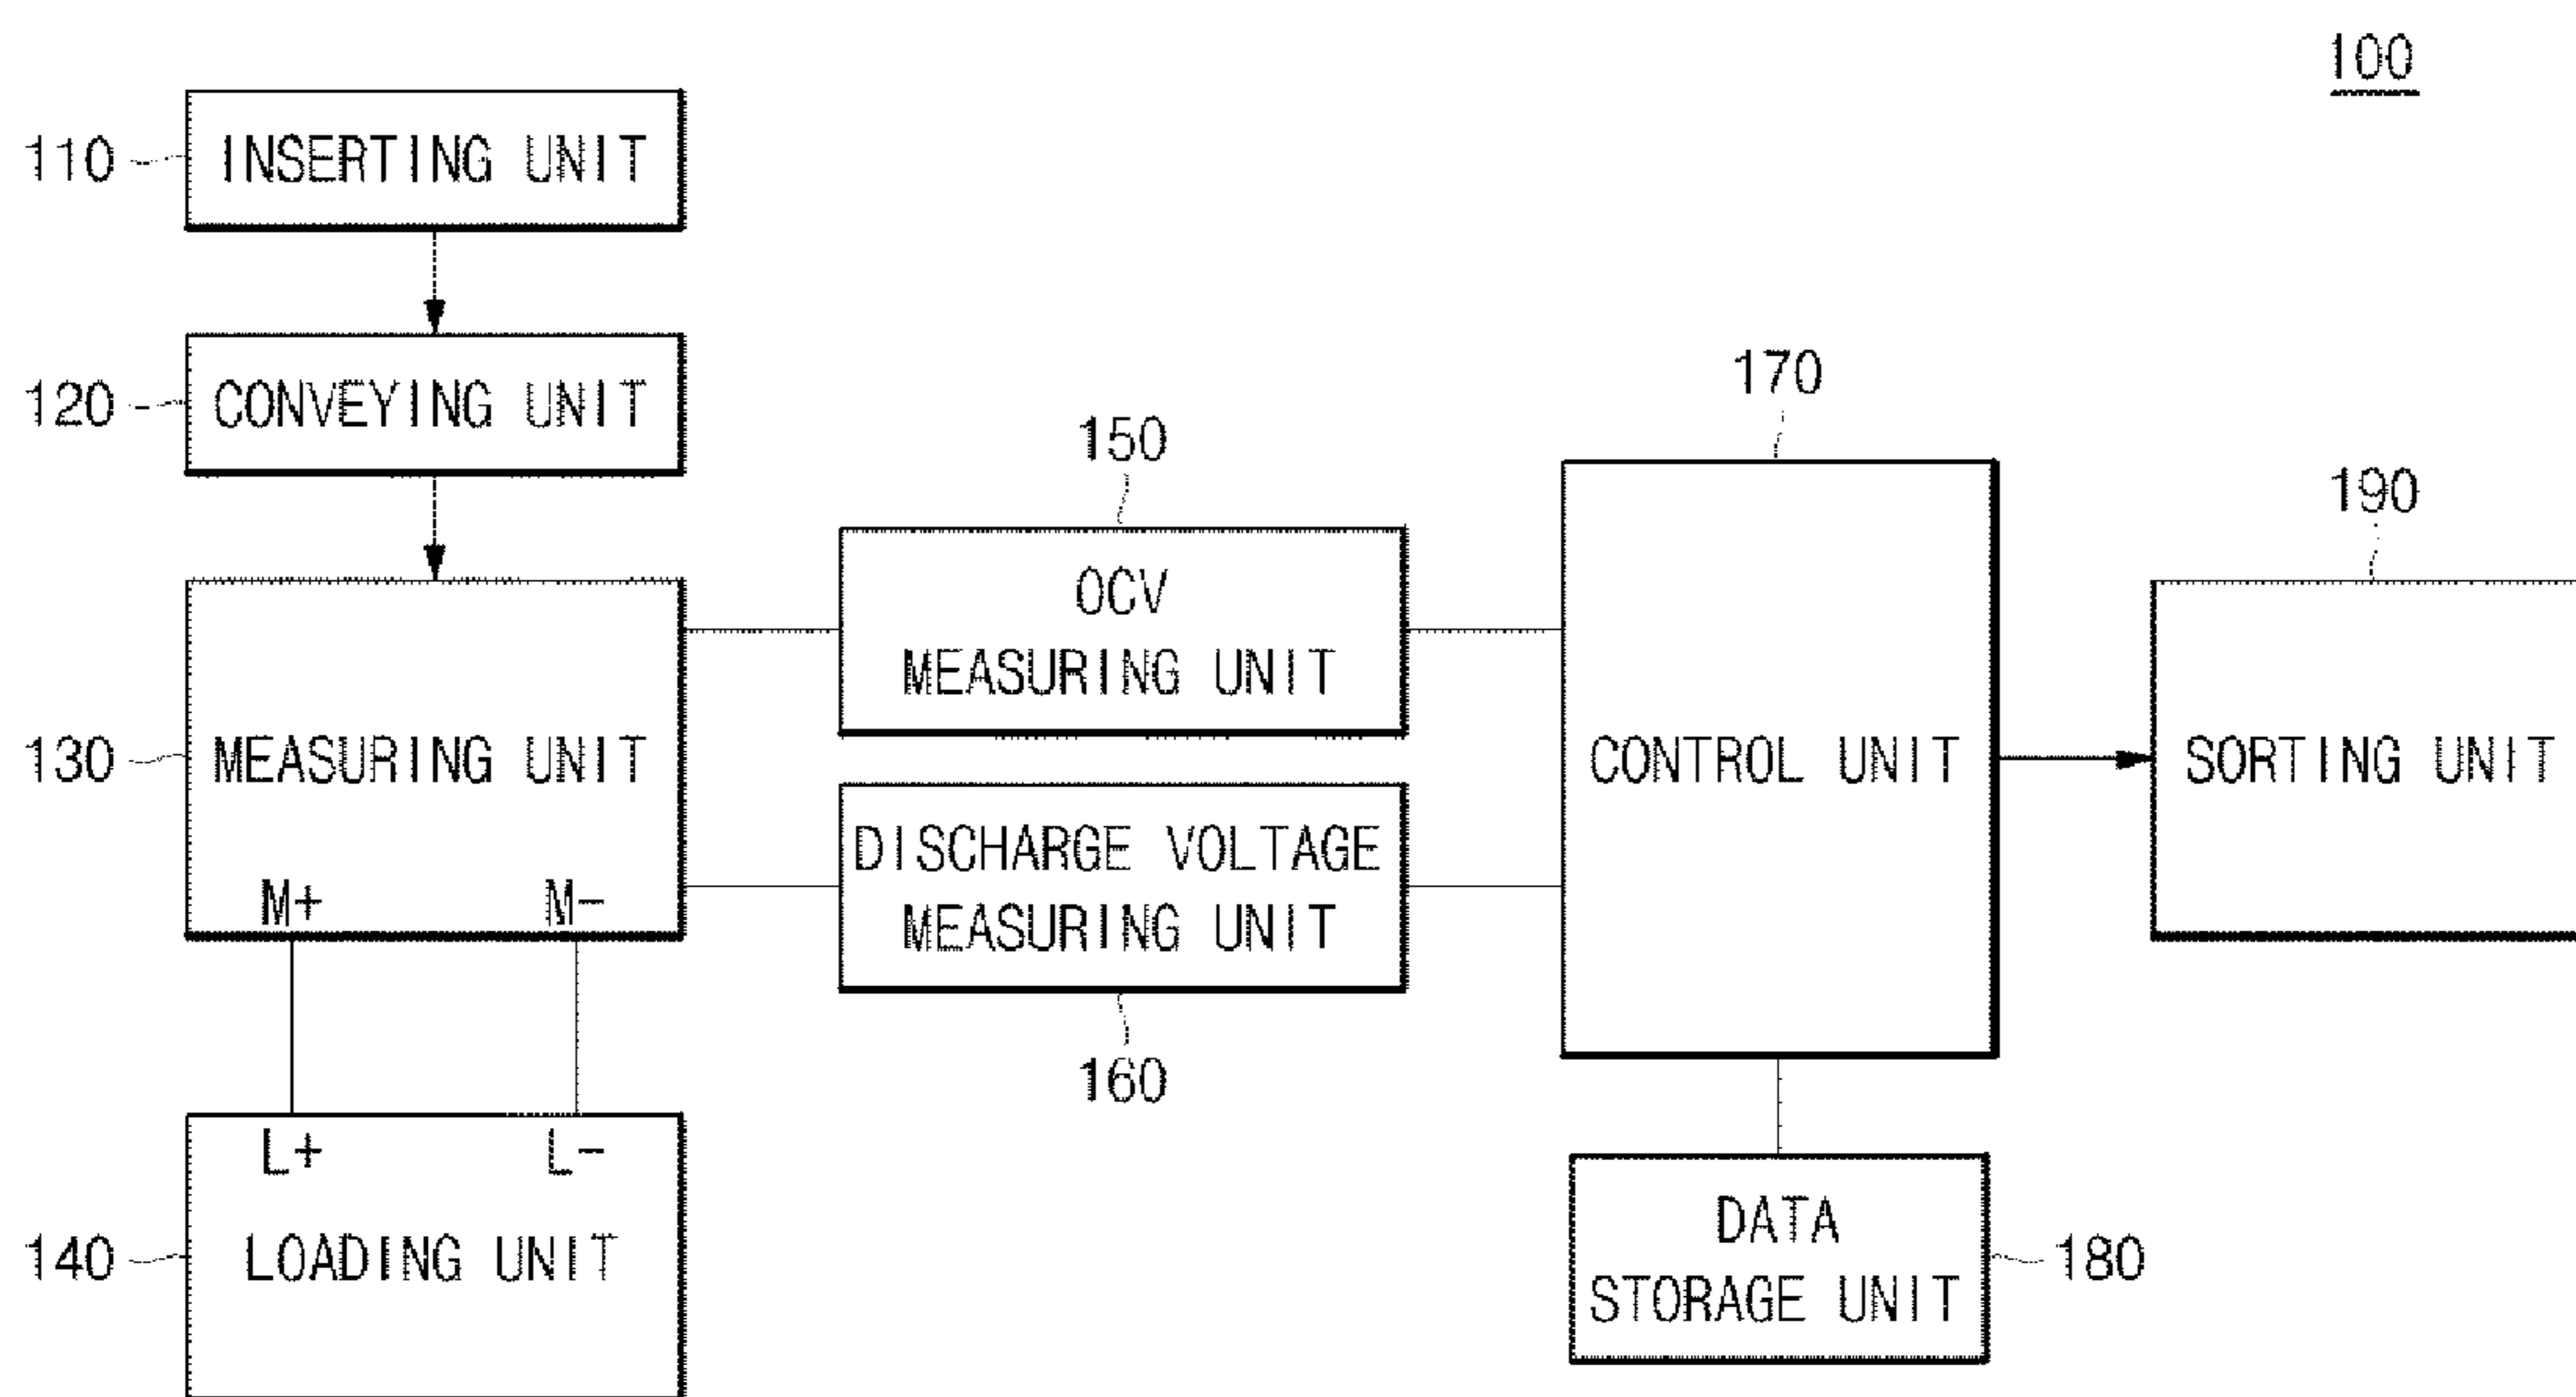 100
110
INSERTING UNIT
120
CONVEYING UNIT
170
150
190
OCV
MEASURING UNIT
130
MEASURING UNIT
CONTROL UNIT
SORTING UNIT
DISCHARGE VOLTAGE
MEASURING UNIT
M+ M-
160
L+ L-
140
LOADING UNIT
DATA
STORAGE UNIT
180